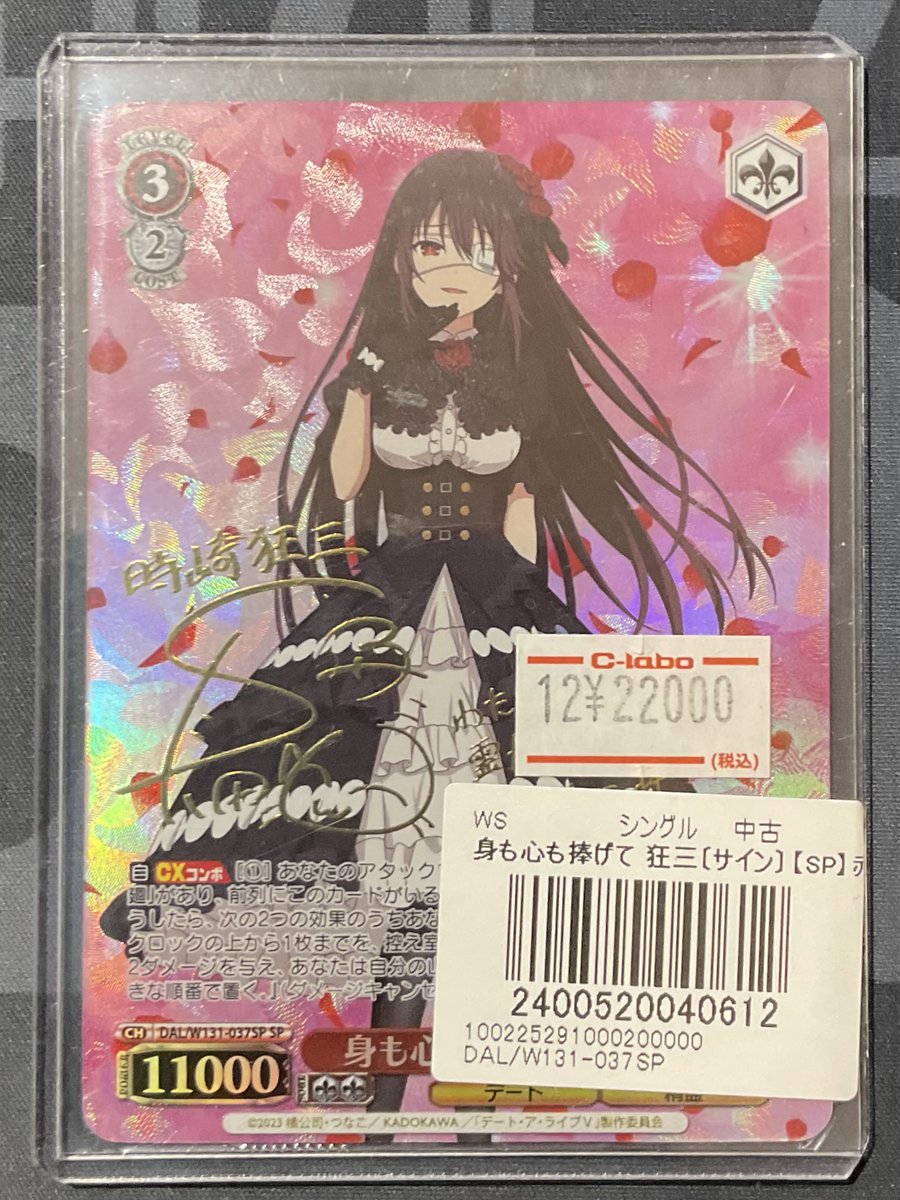 LEVEL
3
2
COST
時崎狂三
C-labo
12¥22000
(税込)
WS シングル 中古
身も心も捧げて 狂三〔サイン〕【SP】
2400520040612
1002252910000200000
DAL/W131-037SP
自 CXコンボ [①] あなたのアタック
廻」があり、前列にこのカードがいる
うしたら、次の2つの効果のうちあな
クロックの上から1枚までを、控え室
2ダメージを与え、あなたは自分の
きな順番で置く。」(ダメージキャンセ
CH DAL/W131-037SP SP
POWER 11000
身も心
デート
©2023 橘公司・つなこ/KADOKAWA/「デート・ア・ライブⅤ」製作委員会